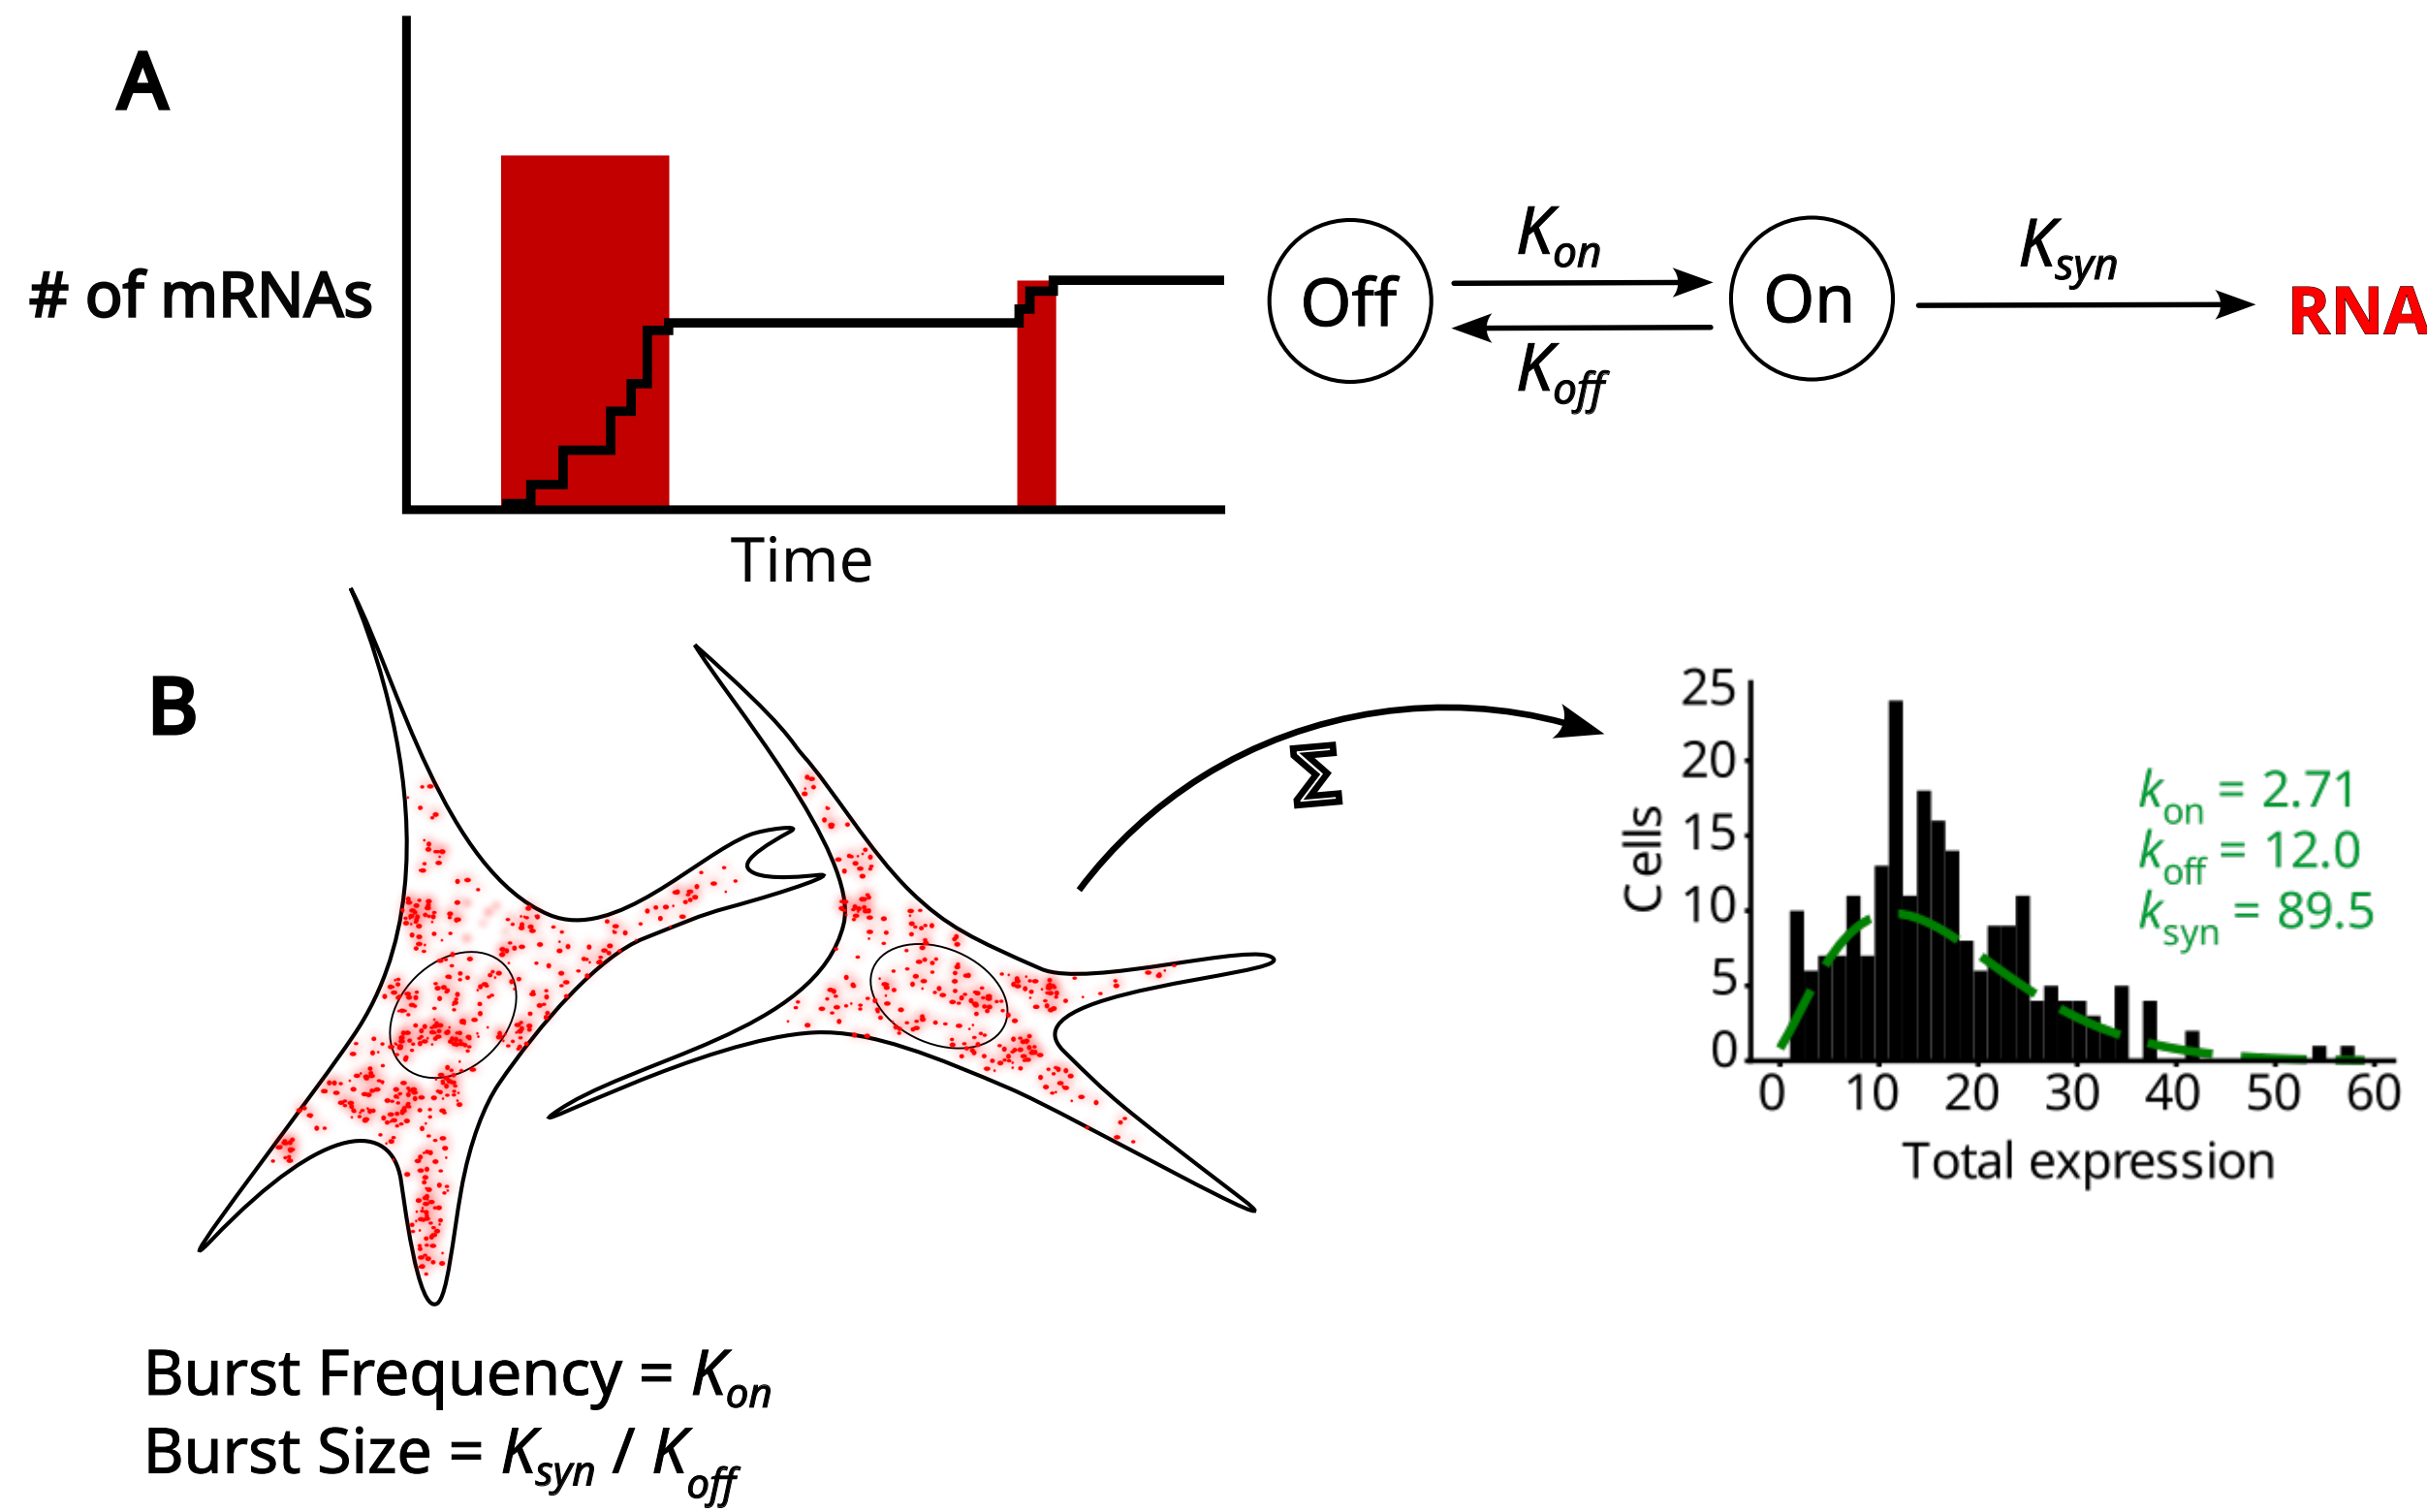 A
# of mRNAs
Time
Off
Kon
Koff
On
Ksyn
RNA
B
Σ
25
20
15
10
5
0
Cells
kon = 2.71
koff = 12.0
ksyn = 89.5
0 10 20 30 40 50 60
Total expression
Burst Frequency = Kon
Burst Size = Ksyn / Koff